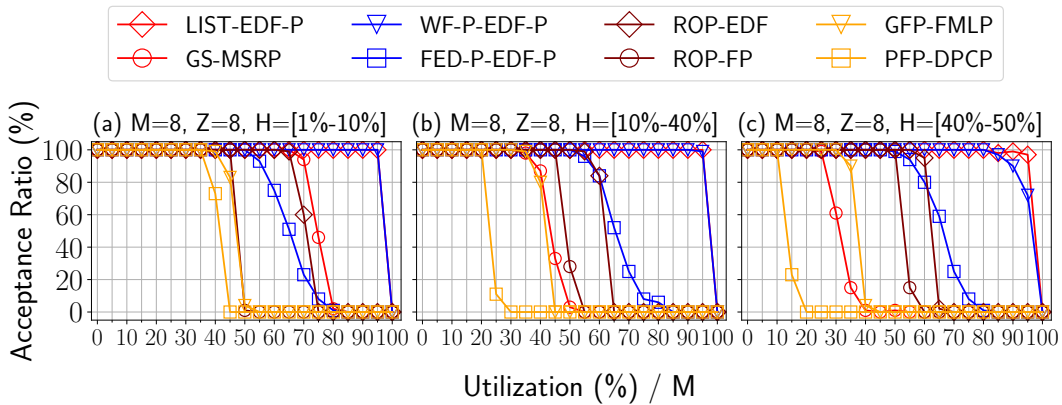 LIST-EDF-P WF-P-EDF-P ROP-EDF GFP-FMLP
GS-MSRP FED-P-EDF-P ROP-FP PFP-DPCP
(a) M=8, Z=8, H=[1%-10%] (b) M=8, Z=8, H=[10%-40%] (c) M=8, Z=8, H=[40%-50%]
Acceptance Ratio (%)
100
80
60
40
20
0
0 10 20 30 40 50 60 70 80 90 100 0 10 20 30 40 50 60 70 80 90 100 0 10 20 30 40 50 60 70 80 90 100
Utilization (%) / M